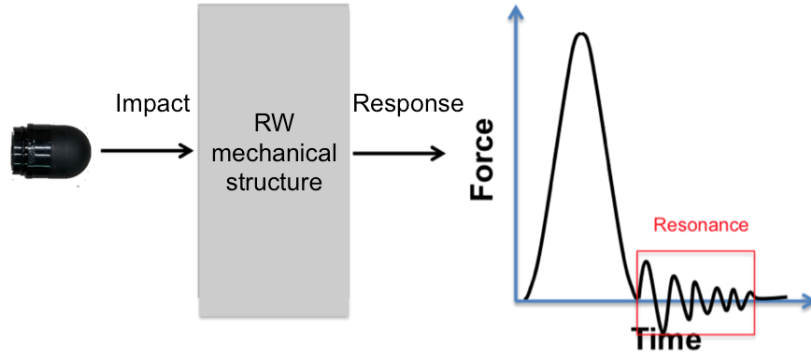 Impact
RW
mechanical
structure
Response
Force
Resonance
Time